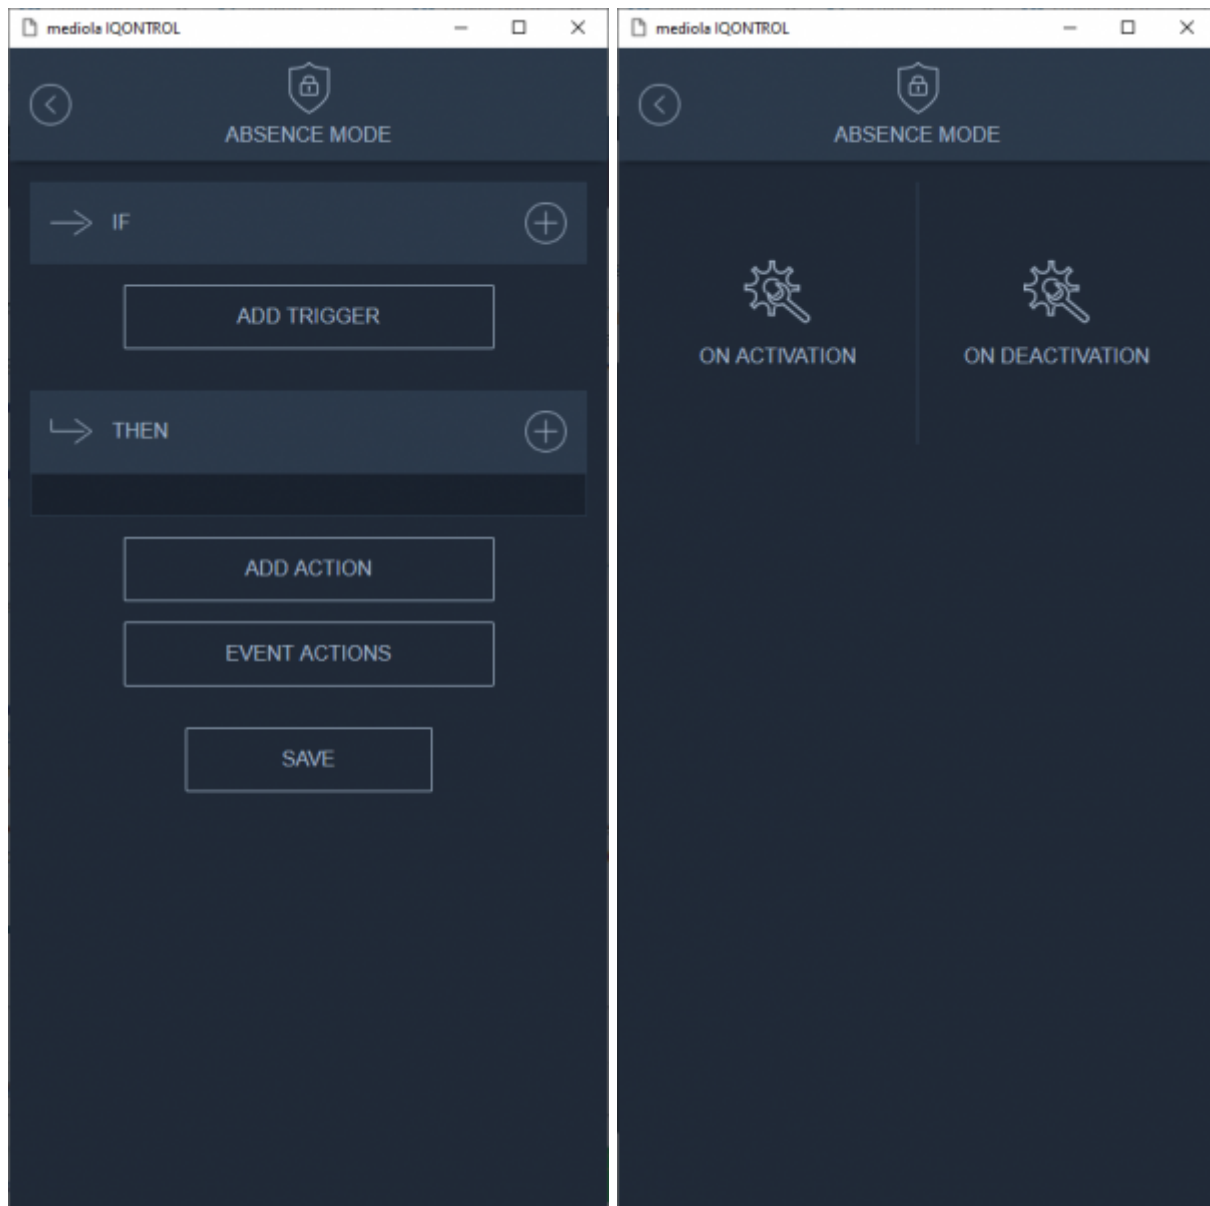 mediola IQONTROL
ABSENCE MODE
IF
ADD TRIGGER
THEN
ADD ACTION
EVENT ACTIONS
SAVE
mediola IQONTROL
ABSENCE MODE
ON ACTIVATION
ON DEACTIVATION